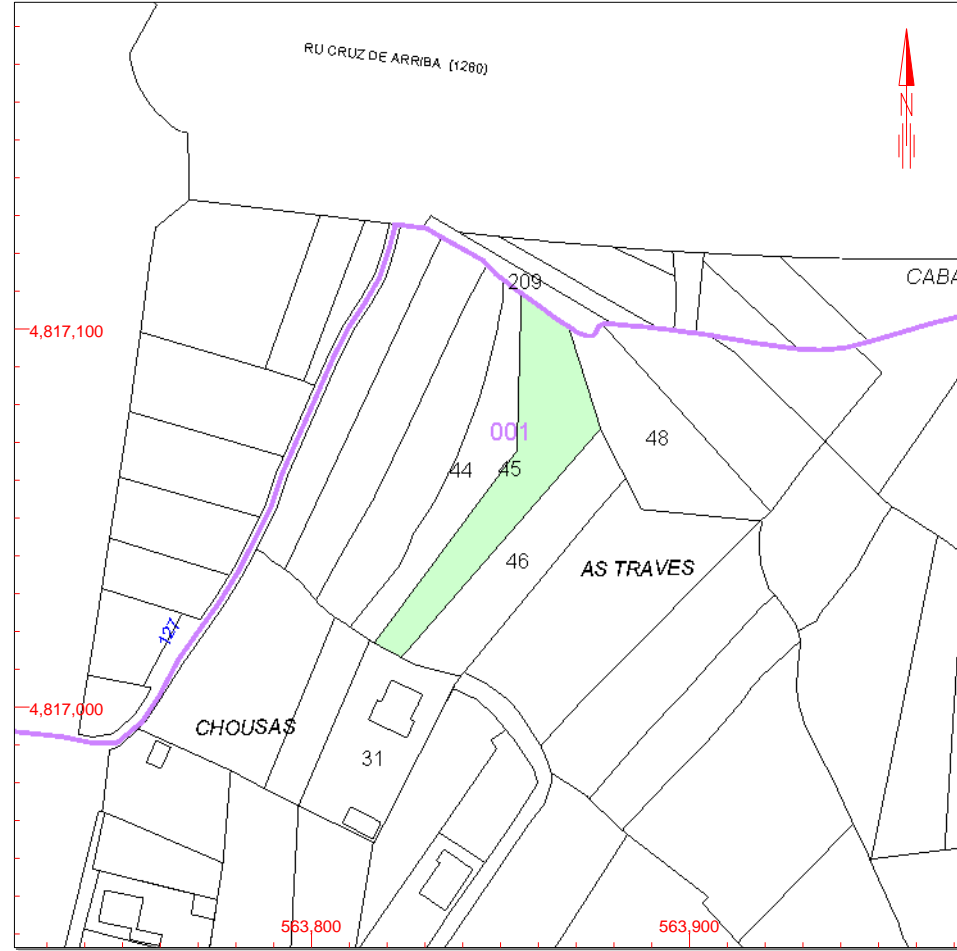 RU CRUZ DE ARRIBA (1260)
N
CABA
209
4,817,100
001
48
44
45
46
AS TRAVES
127
4,817,000
CHOUSAS
31
563,800
563,900